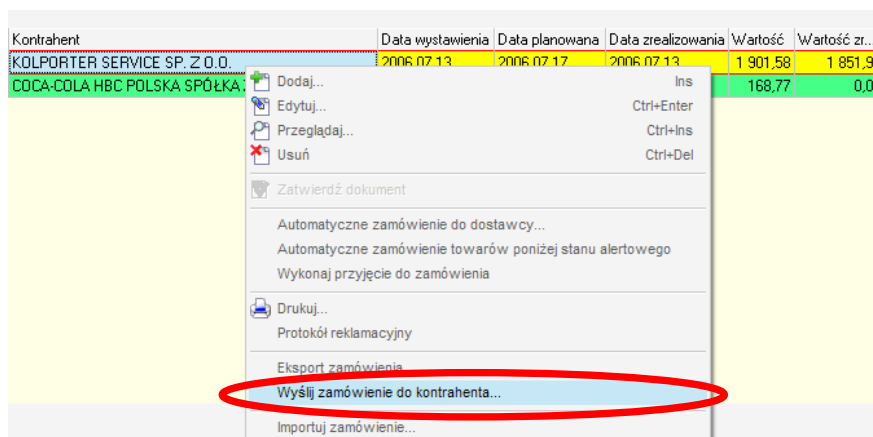 Kontrahent Data wystawienia Data planowana Data zrealizowania Wartość Wartość zr...
KOLPORTER SERVICE SP. Z O.O. 2006.07.13 2006.07.17 2006.07.13 1 901,58 1 851,9
COCA-COLA HBC POLSKA SPÓŁKA 168,77 0,0
Dodaj... Ins
Edytuj... Ctrl+Enter
Przeglądaj... Ctrl+Ins
Usuń Ctrl+Del
Zatwierdź dokument
Automatyczne zamówienie do dostawcy...
Automatyczne zamówienie towarów poniżej stanu alertowego
Wykonaj przyjęcie do zamówienia
Drukuj...
Protokół reklamacyjny
Eksport zamówienia
Wyślij zamówienie do kontrahenta...
Importuj zamówienie...